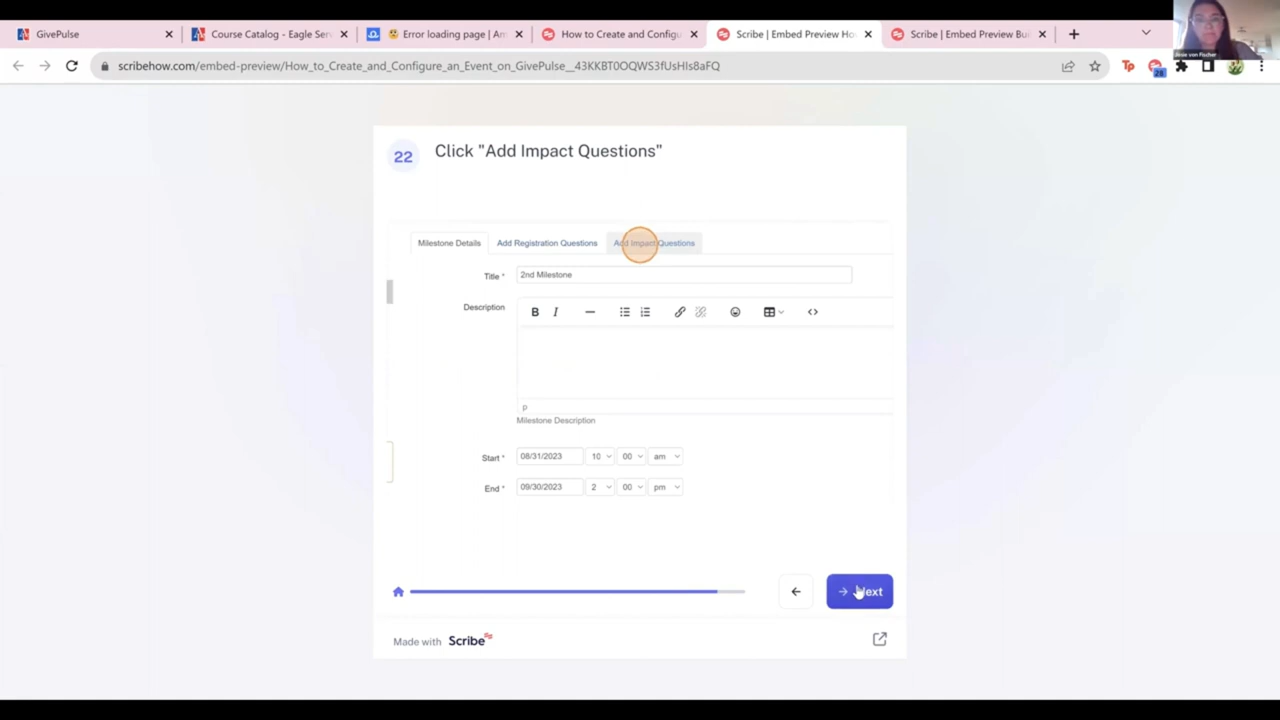 GivePulse
Course Catalog - Eagle Ser
Error loading page | Am
How to Create and Configu
Scribe | Embed Preview Ho
Scribe | Embed Preview Bui
scribehow.com/embed-preview/How_to_Create_and_Configure_an_Event_on_GivePulse__43KKBT0OQWS3fUsHIs8aFQ
Tp
28
22
Click "Add Impact Questions"
Milestone Details
Add Registration Questions
Add Impact Questions
Title *
2nd Milestone
Description
B I
p
Milestone Description
Start *
08/31/2023
10
00
am
End *
09/30/2023
2
00
pm
Next
Made with Scribe